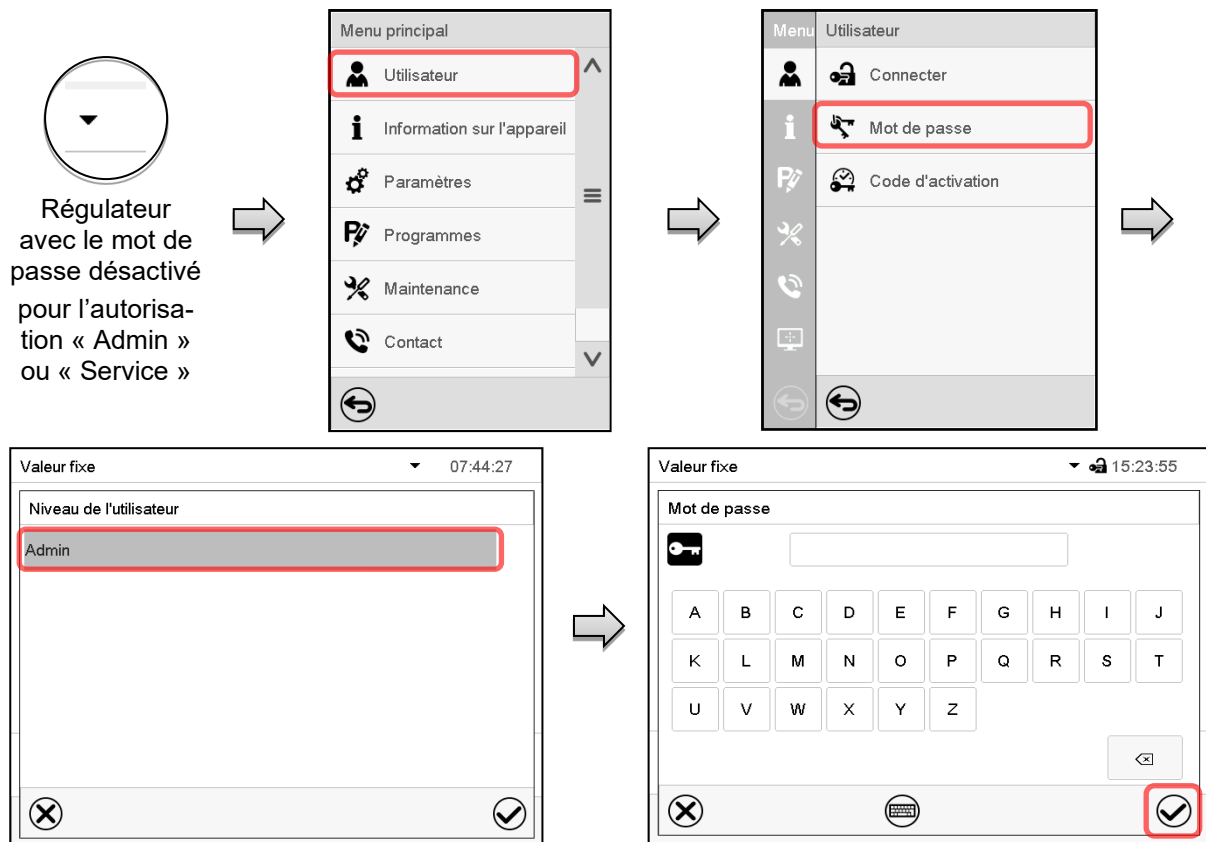 Régulateur
avec le mot de
passe désactivé
pour l’autorisa-
tion « Admin »
ou « Service »
Menu principal
Utilisateur
Information sur l'appareil
Paramètres
Programmes
Maintenance
Contact
Menu
Utilisateur
Connecter
Mot de passe
Code d'activation
Valeur fixe 07:44:27
Niveau de l'utilisateur
Admin
Valeur fixe 15:23:55
Mot de passe
A B C D E F G H I J
K L M N O P Q R S T
U V W X Y Z